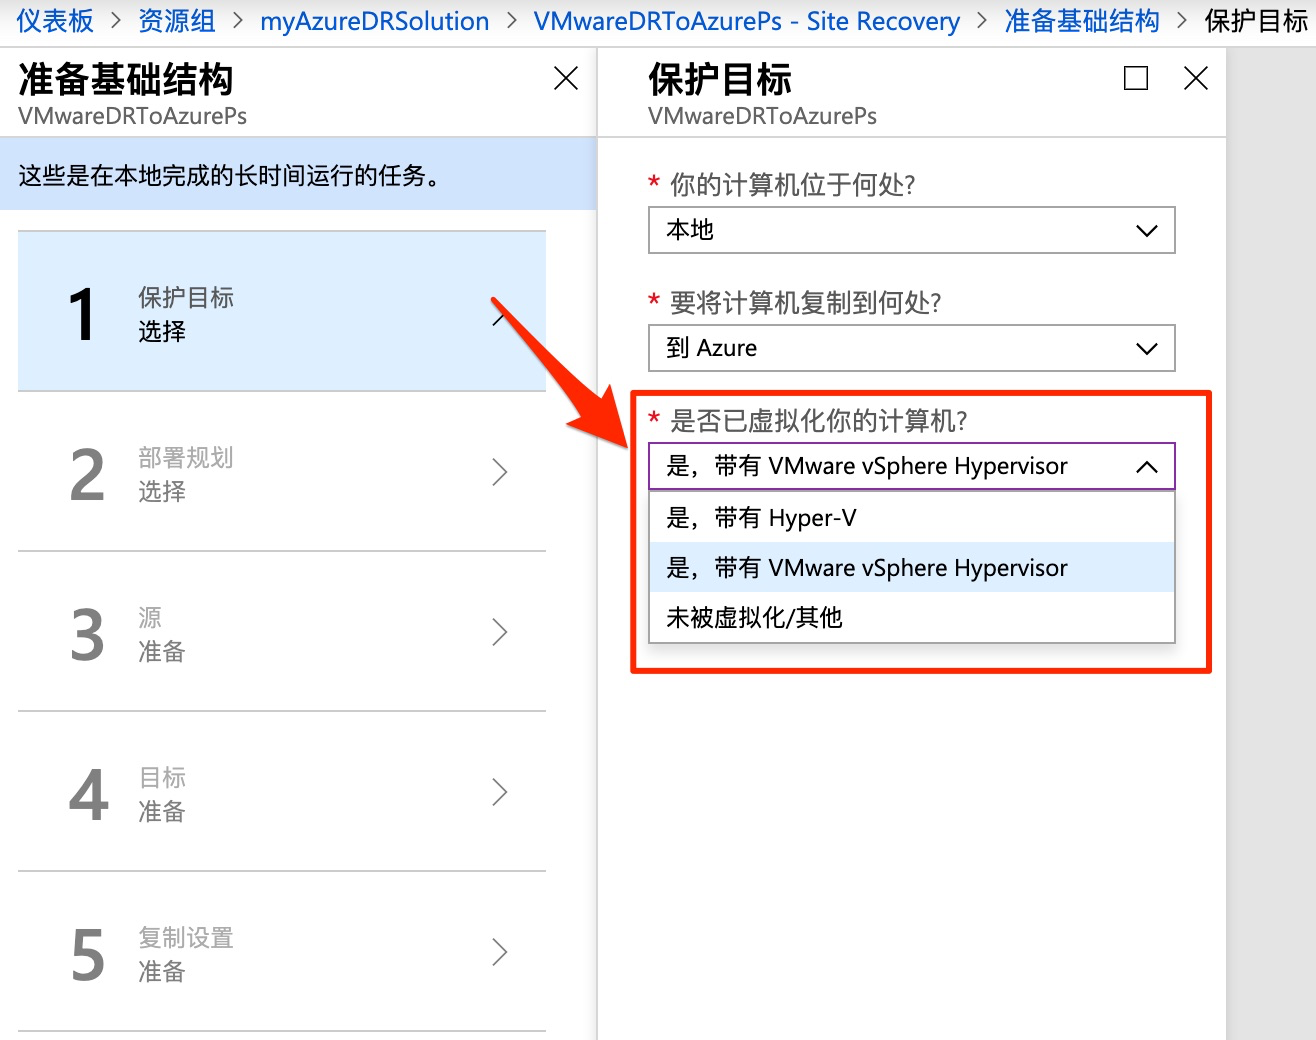 仪表板 > 资源组 > myAzureDRSolution > VMwareDRToAzurePs - Site Recovery > 准备基础结构 > 保护目标
准备基础结构
VMwareDRToAzurePs
这些是在本地完成的长时间运行的任务。
1
保护目标
选择
2
部署规划
选择
3
源
准备
4
目标
准备
5
复制设置
准备
保护目标
VMwareDRToAzurePs
* 你的计算机位于何处?
本地
* 要将计算机复制到何处?
到 Azure
* 是否已虚拟化你的计算机?
是，带有 VMware vSphere Hypervisor
是，带有 Hyper-V
是，带有 VMware vSphere Hypervisor
未被虚拟化/其他